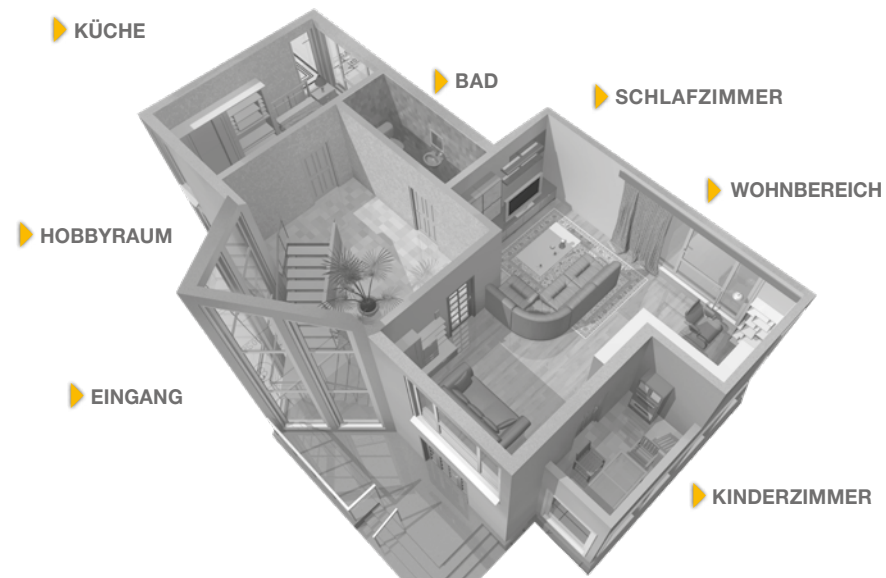 KÜCHE
BAD
SCHLAFZIMMER
WOHNBEREICH
HOBBYRAUM
EINGANG
KINDERZIMMER